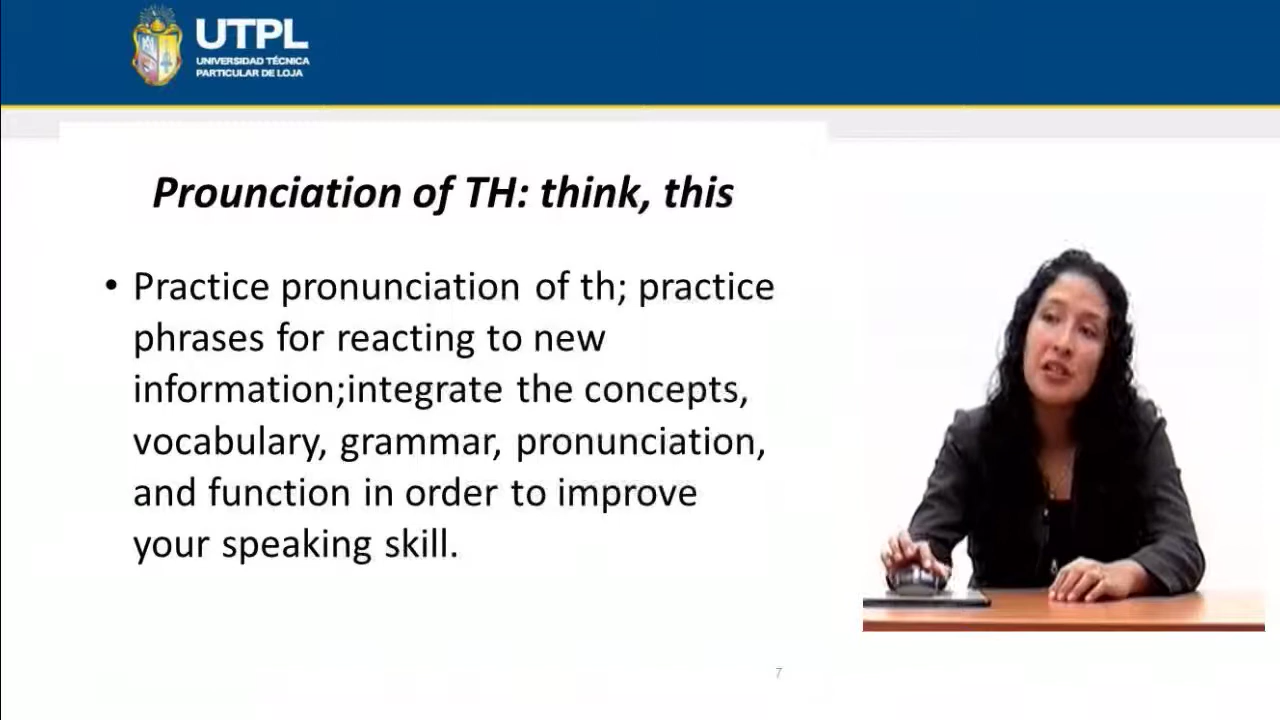 UTPL
UNIVERSIDAD TÉCNICA
PARTICULAR DE LOJA
Prounciation of TH: think, this
• Practice pronunciation of th; practice
phrases for reacting to new
information;integrate the concepts,
vocabulary, grammar, pronunciation,
and function in order to improve
your speaking skill.
7